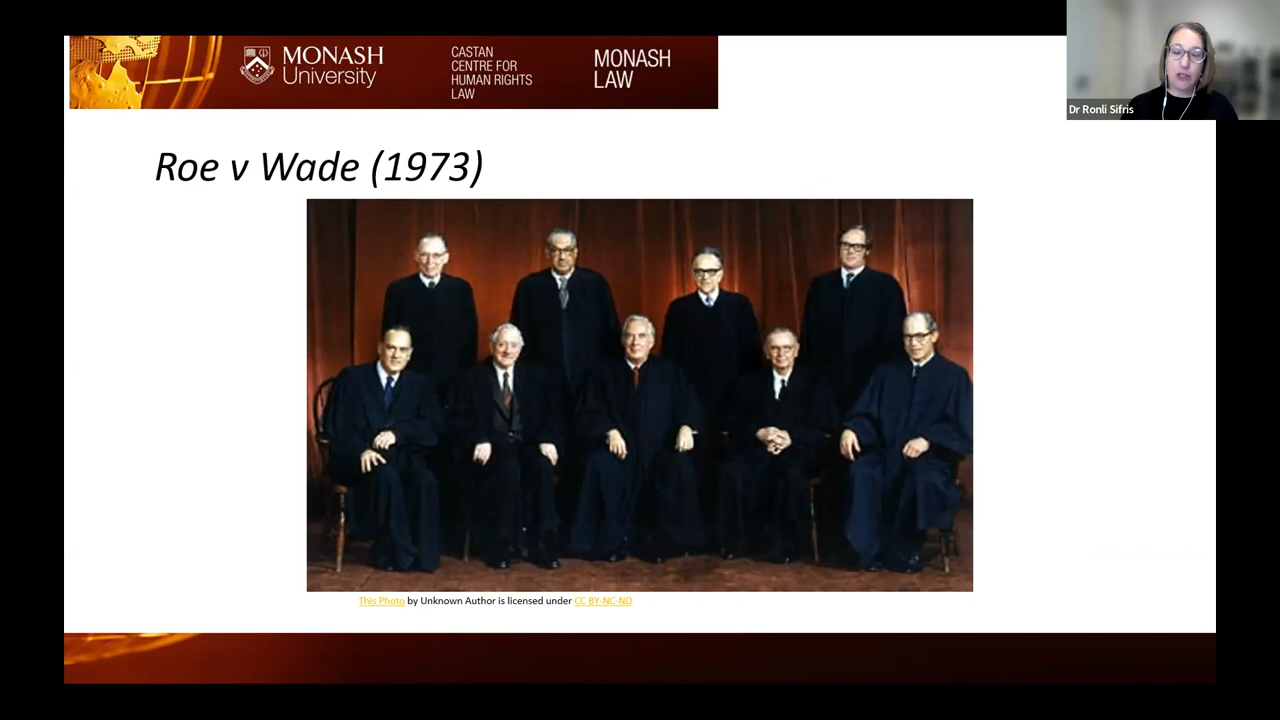 MONASH
University
CASTAN
CENTRE FOR
HUMAN RIGHTS
LAW
MONASH
LAW
Dr Ronli Sifris
Roe v Wade (1973)
This Photo by Unknown Author is licensed under CC BY-NC-ND